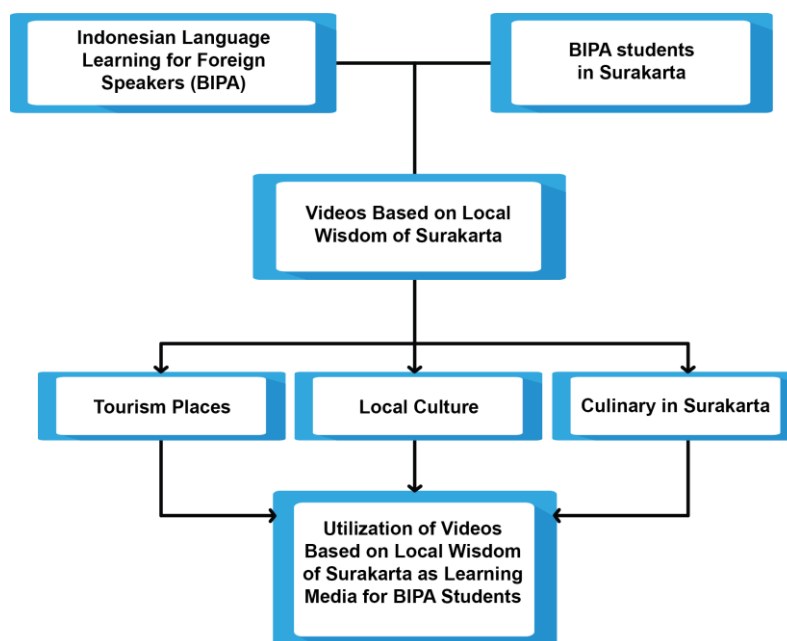 Indonesian Language
Learning for Foreign
Speakers (BIPA)
BIPA students
in Surakarta
Videos Based on Local
Wisdom of Surakarta
Tourism Places
Local Culture
Culinary in Surakarta
Utilization of Videos
Based on Local Wisdom
of Surakarta as Learning
Media for BIPA Students